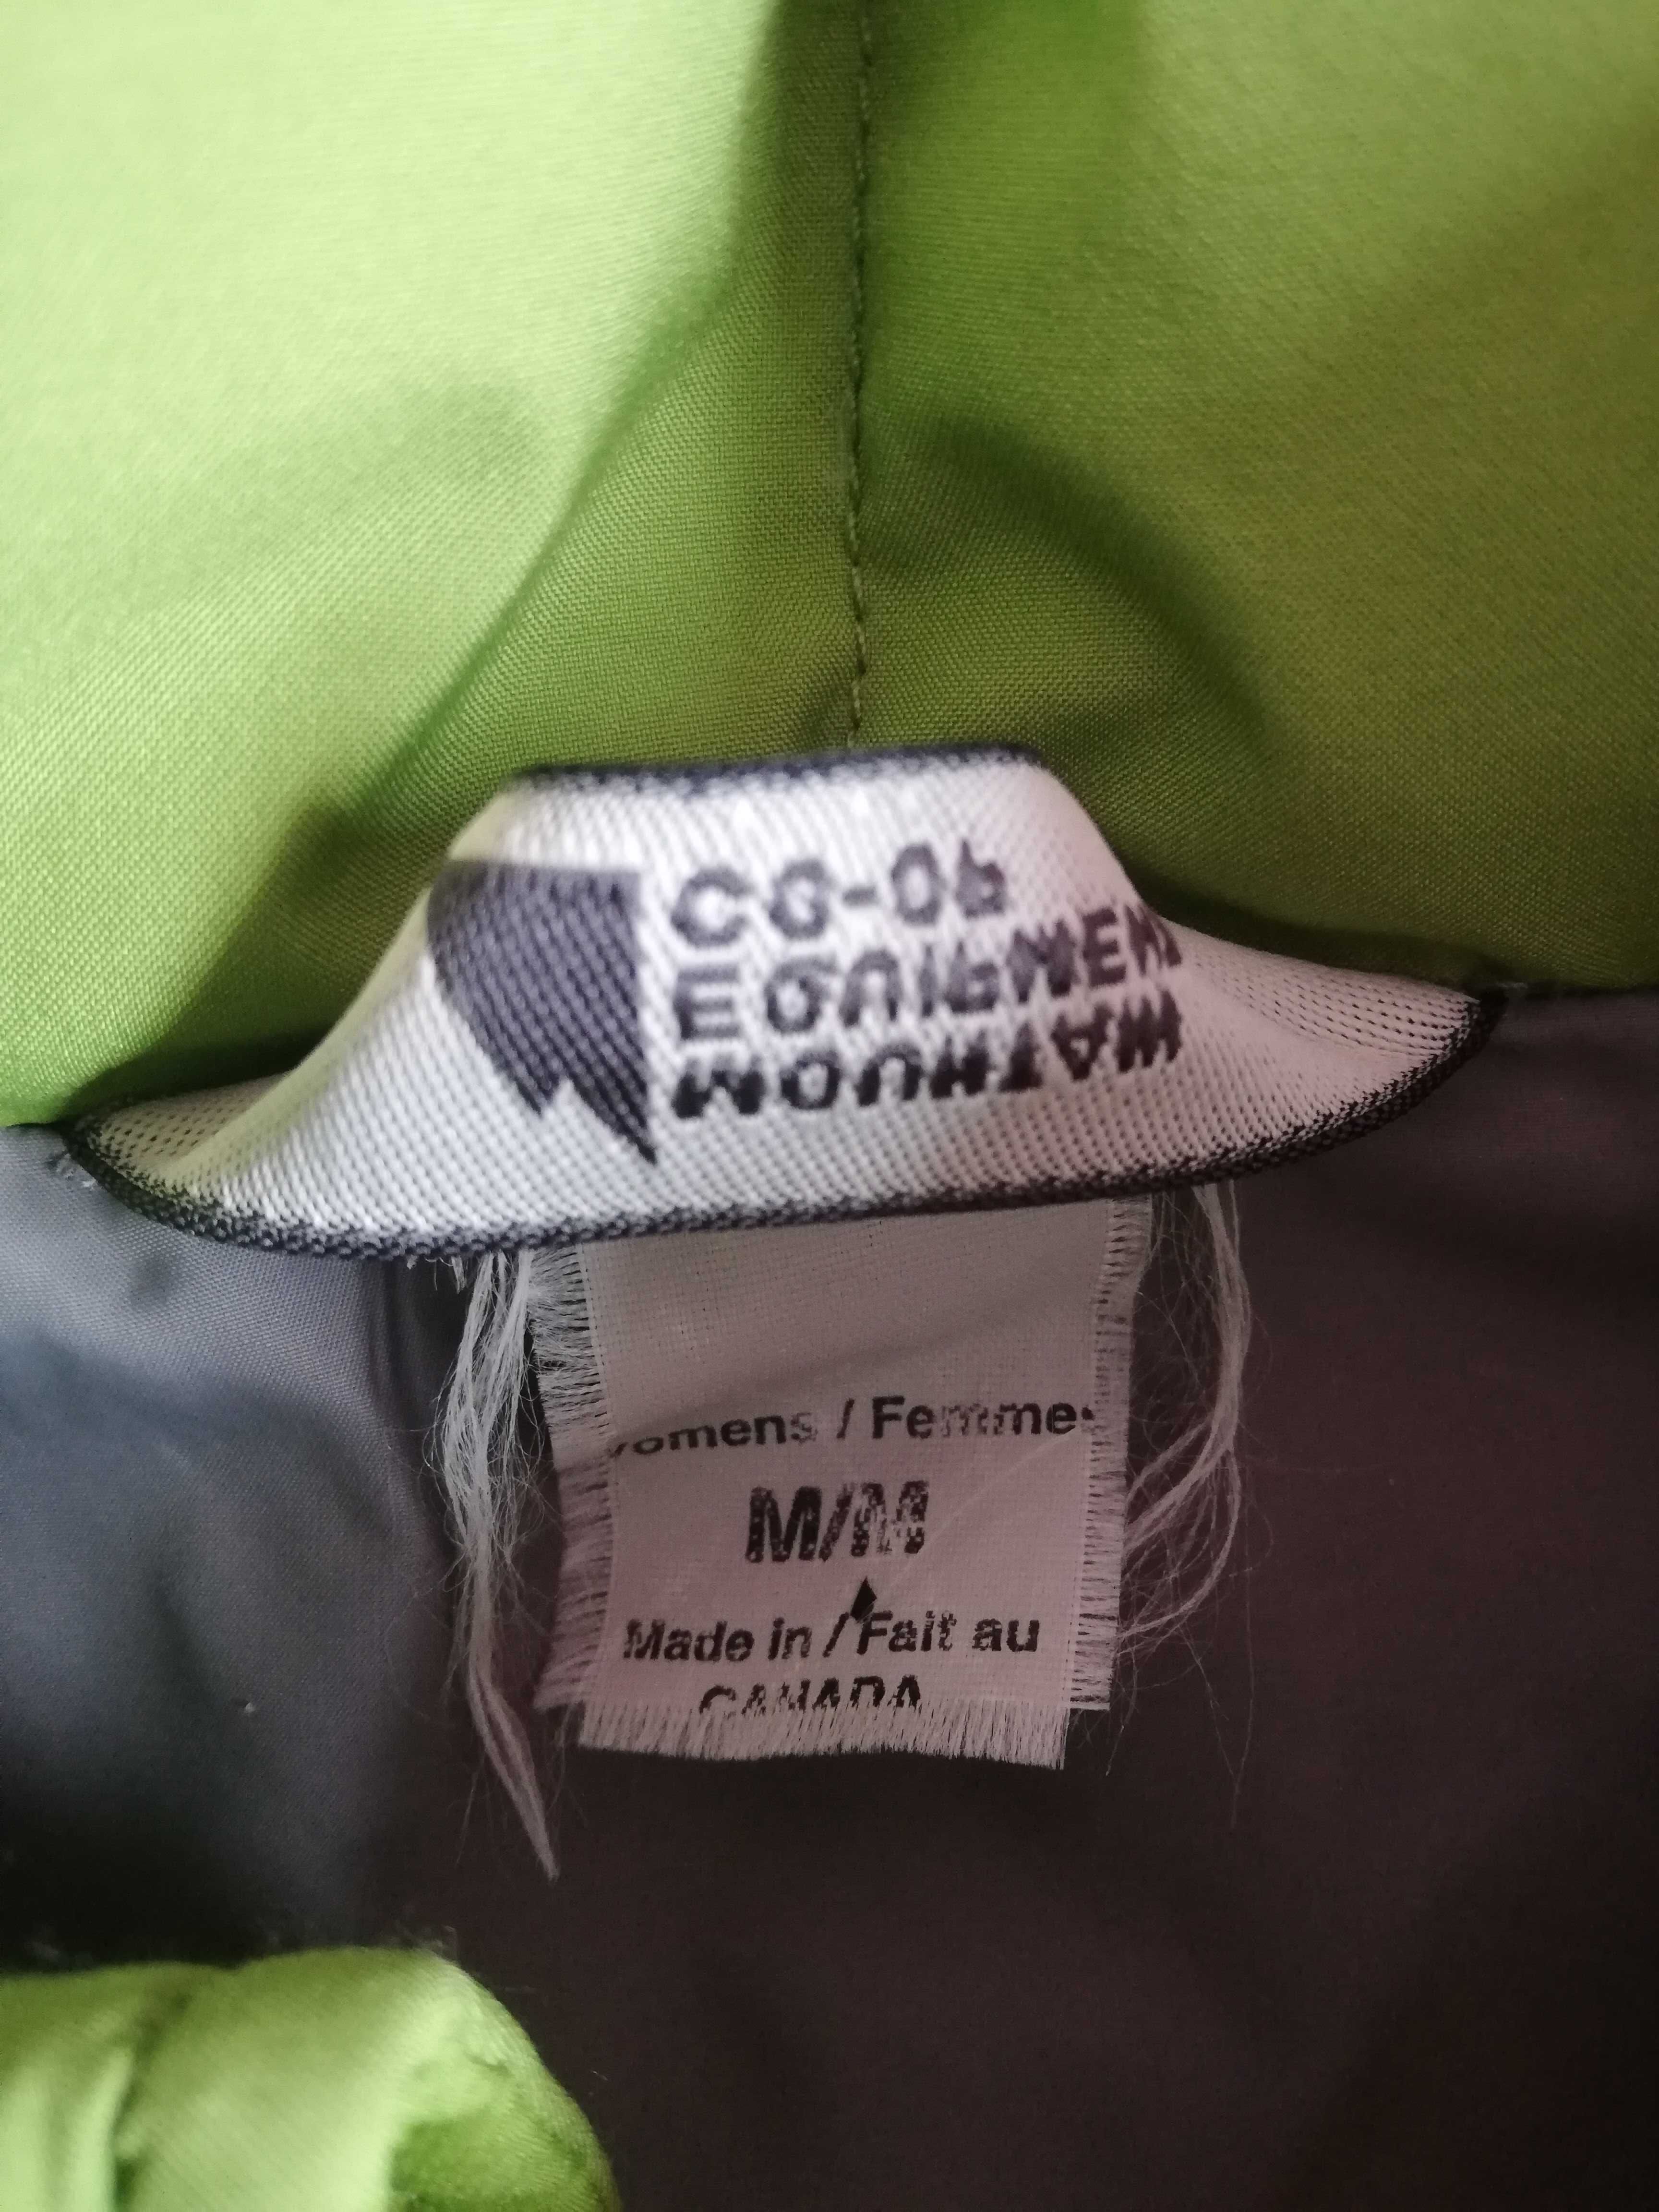 MOUNTAIN
EQUIPMENT
CO-OP
Womens / Femmes
M/M
Made in / Fait au
CANADA